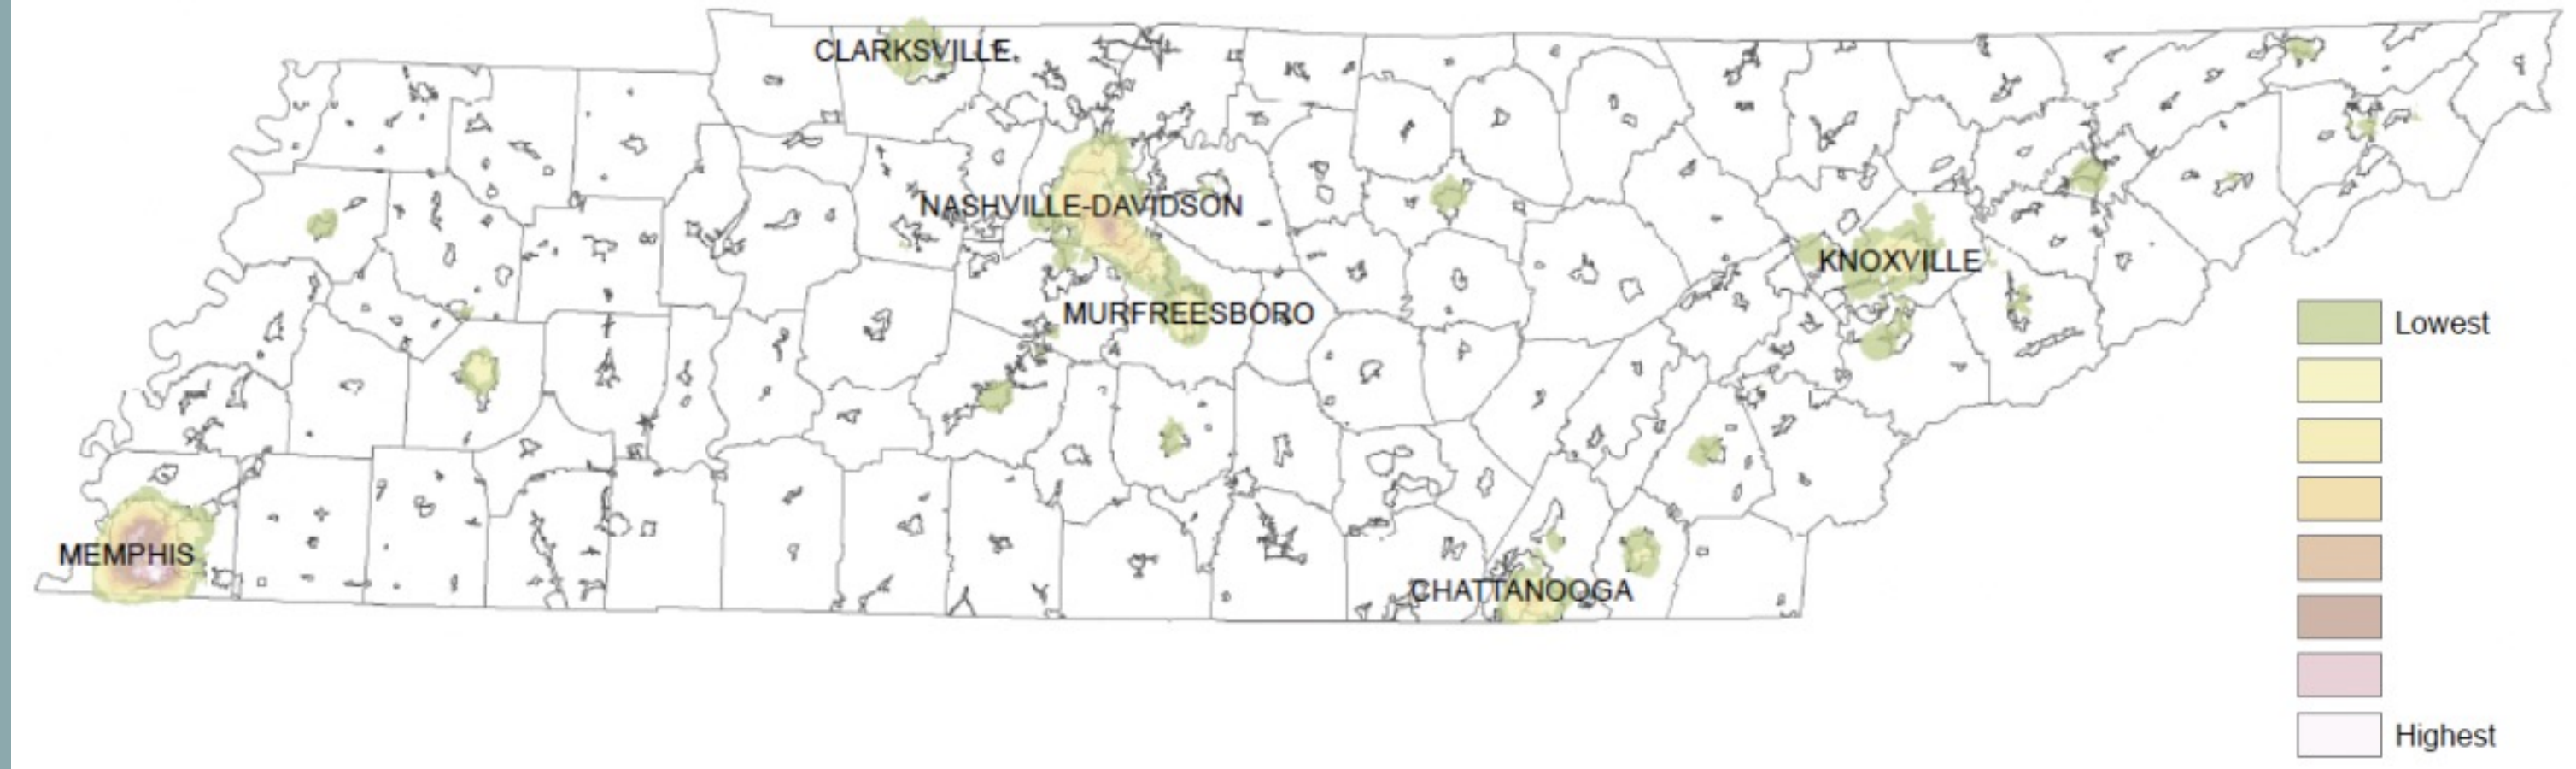 CLARKSVILLE
NASHVILLE-DAVIDSON
KNOXVILLE
MURFREESBORO
Lowest
MEMPHIS
CHATTANOOGA
Highest